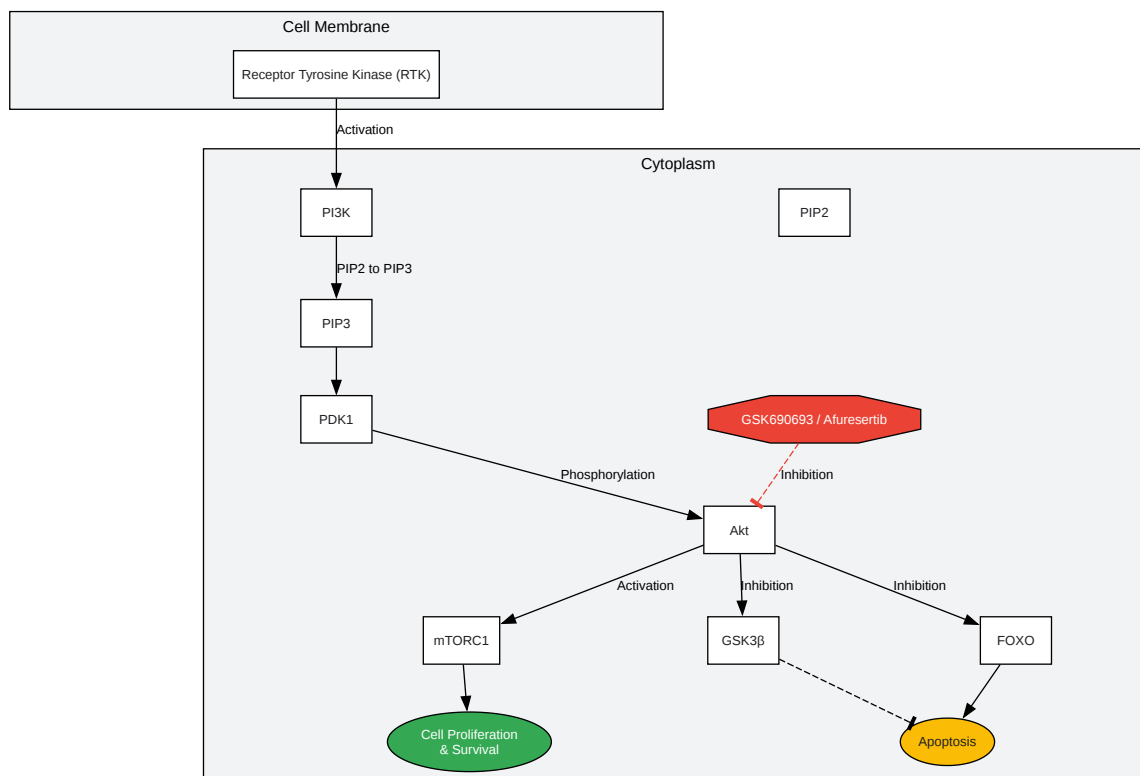 Cell Membrane
Receptor Tyrosine Kinase (RTK)
Activation
Cytoplasm
PI3K
PIP2
PIP2 to PIP3
PIP3
PDK1
GSK690693 / Afuresertib
Phosphorylation
Inhibition
Akt
Activation
Inhibition
Inhibition
mTORC1
GSK3β
FOXO
Cell Proliferation
& Survival
Apoptosis